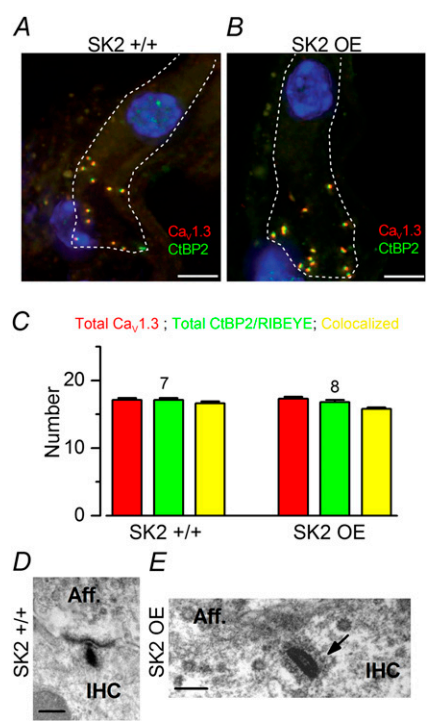 A
SK2 +/+
B
SK2 OE
Cav1.3
CtBP2
Cav1.3
CtBP2
C
Total Cav1.3 ; Total CtBP2/RIBEYE; Colocalized
Number
20
10
0
7
8
SK2 +/+
SK2 OE
D
E
SK2 +/+
Aff.
IHC
SK2 OE
Aff.
IHC